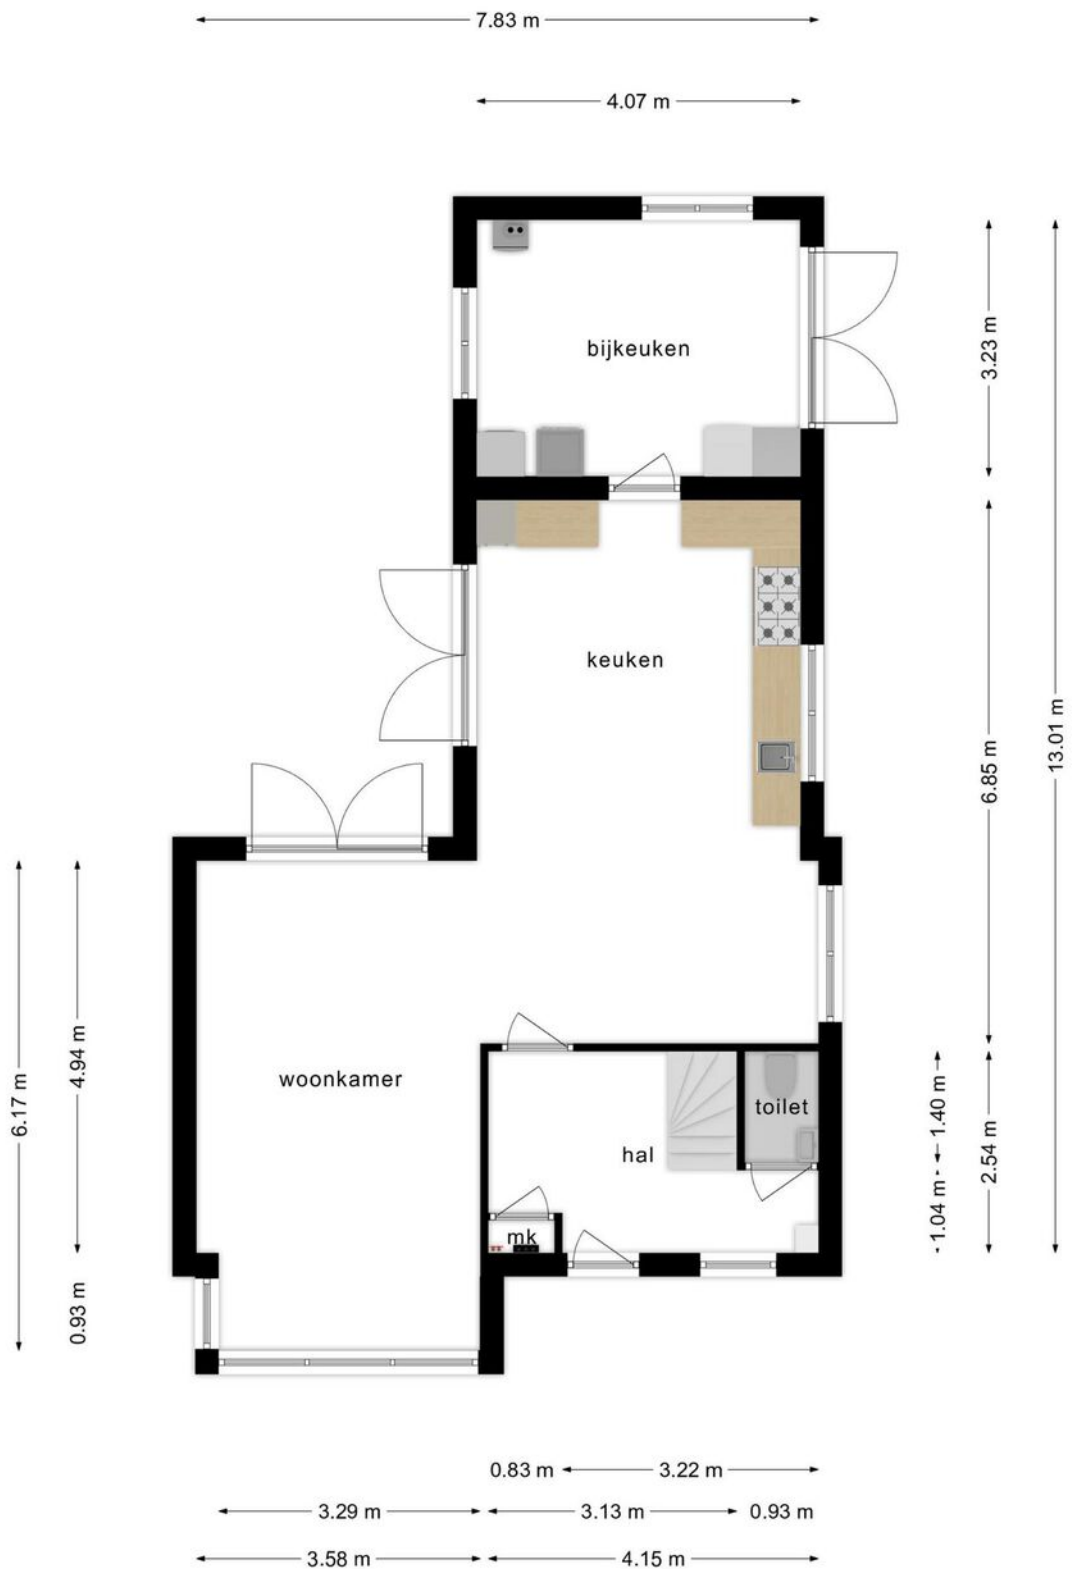 7.83 m
4.07 m
bijkeuken
3.23 m
keuken
13.01 m
6.85 m
4.94 m
6.17 m
woonkamer
toilet
1.40 m
hal
2.54 m
1.04 m
mk
0.93 m
0.83 m
3.22 m
3.29 m
3.13 m
0.93 m
3.58 m
4.15 m